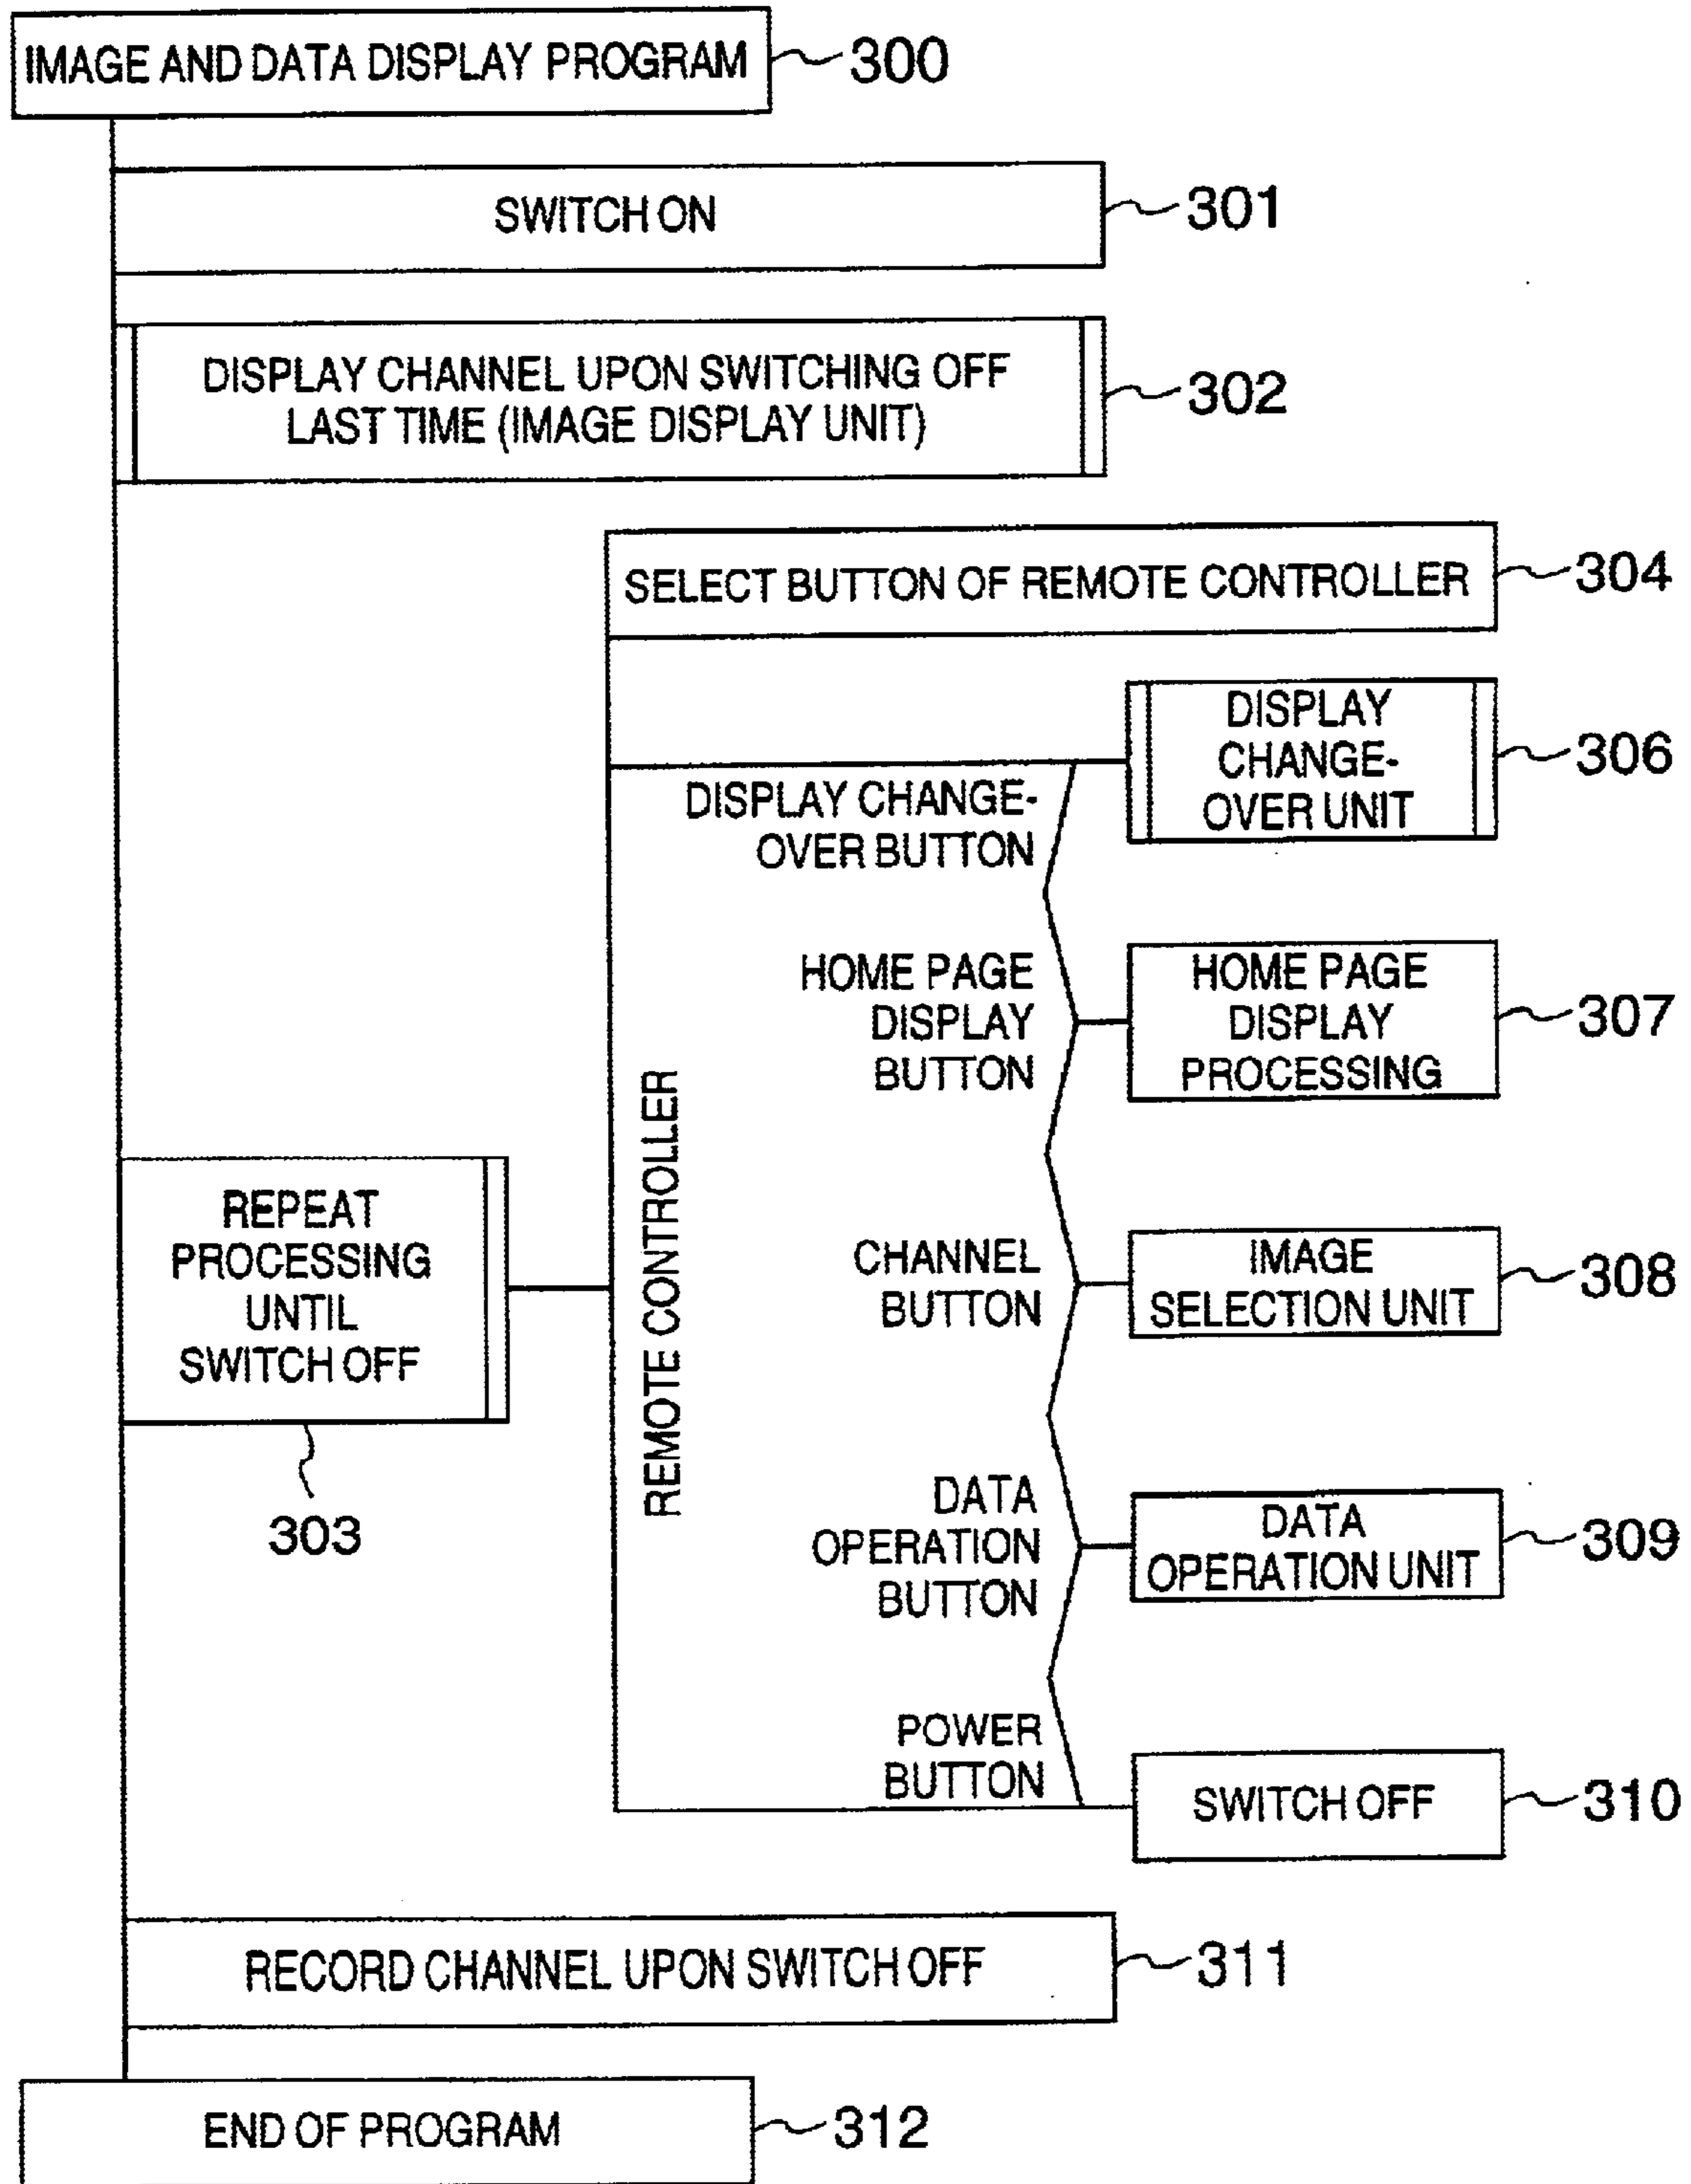 IMAGE AND DATA DISPLAY PROGRAM
300
SWITCH ON
301
DISPLAY CHANNEL UPON SWITCHING OFF
LAST TIME (IMAGE DISPLAY UNIT)
302
SELECT BUTTON OF REMOTE CONTROLLER
304
REMOTE CONTROLLER
DISPLAY CHANGE-
OVER BUTTON
DISPLAY
CHANGE-
OVER UNIT
306
HOME PAGE
DISPLAY
BUTTON
HOME PAGE
DISPLAY
PROCESSING
307
REPEAT
PROCESSING
UNTIL
SWITCH OFF
303
CHANNEL
BUTTON
IMAGE
SELECTION UNIT
308
DATA
OPERATION
BUTTON
DATA
OPERATION UNIT
309
POWER
BUTTON
SWITCH OFF
310
RECORD CHANNEL UPON SWITCH OFF
311
END OF PROGRAM
312